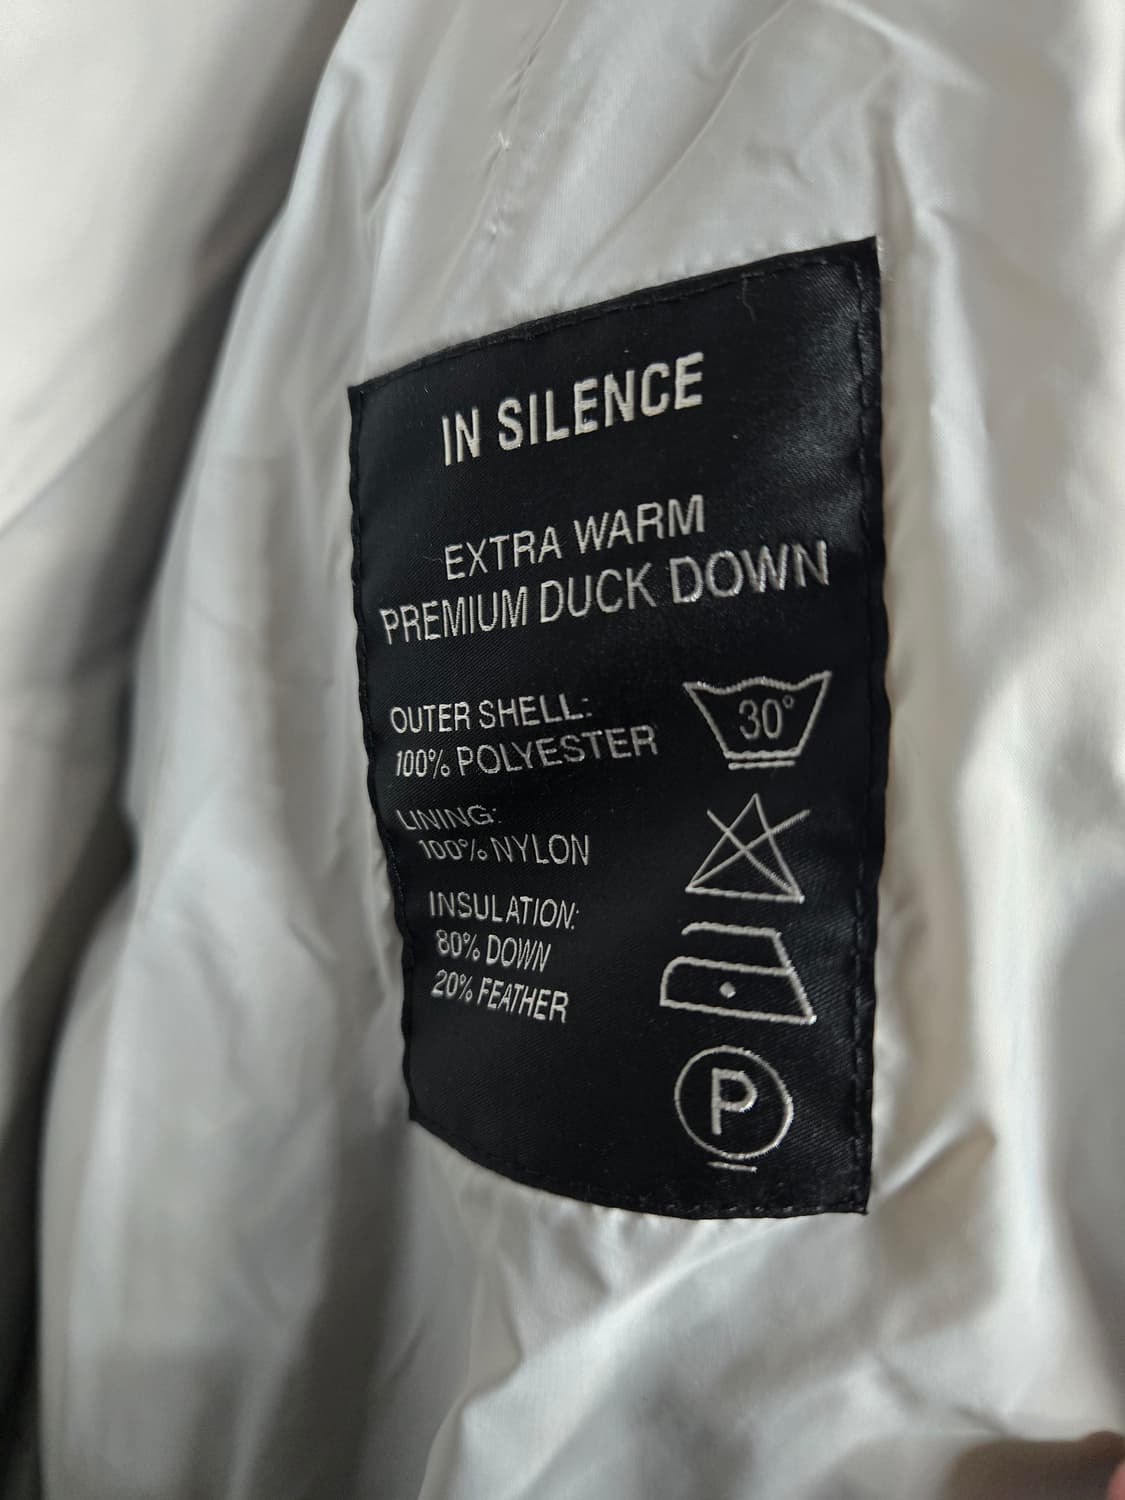 IN SILENCE
EXTRA WARM
PREMIUM DUCK DOWN
OUTER SHELL:
100% POLYESTER
LINING:
100% NYLON
INSULATION:
80% DOWN
20% FEATHER
30°
P